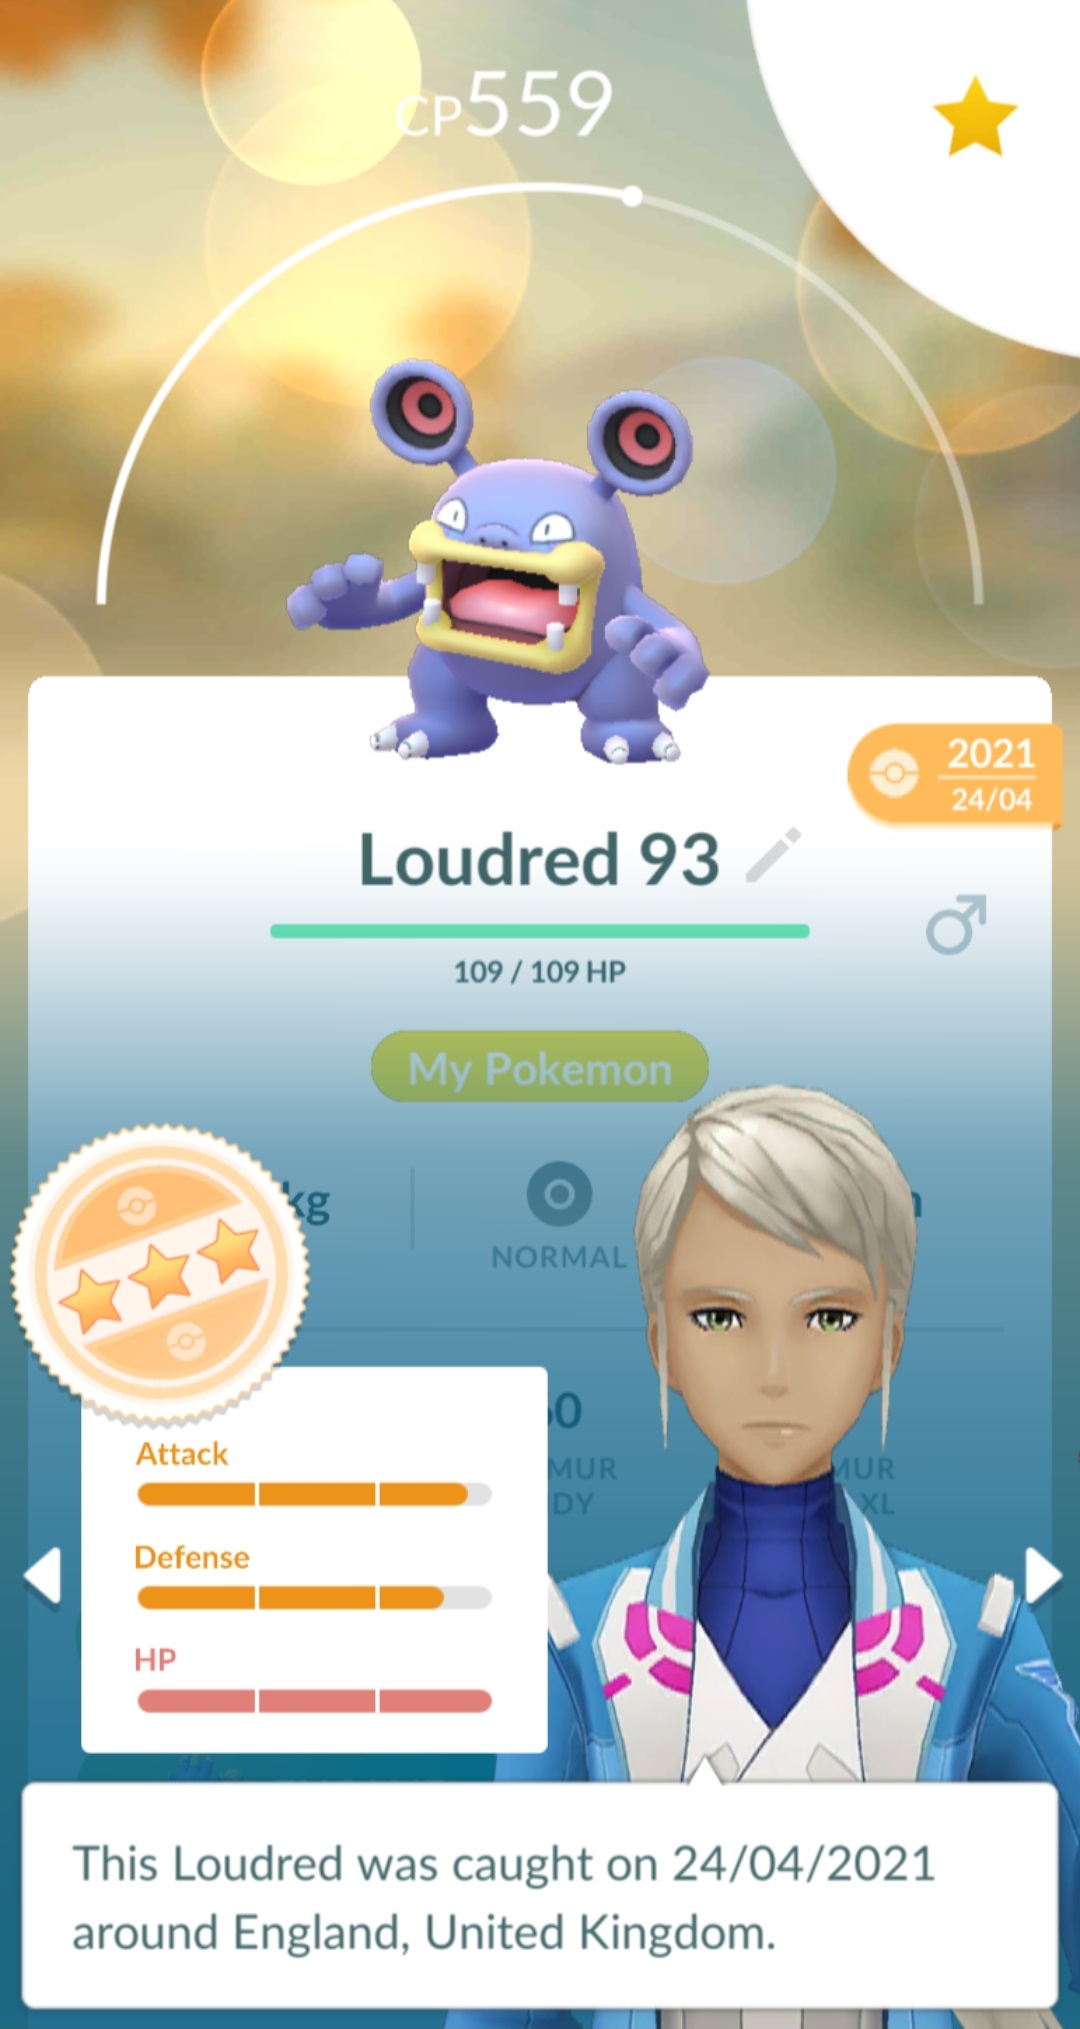 CP559
2021
24/04
Loudred 93
109 / 109 HP
My Pokemon
kg
NORMAL
Attack
Defense
HP
This Loudred was caught on 24/04/2021
around England, United Kingdom.